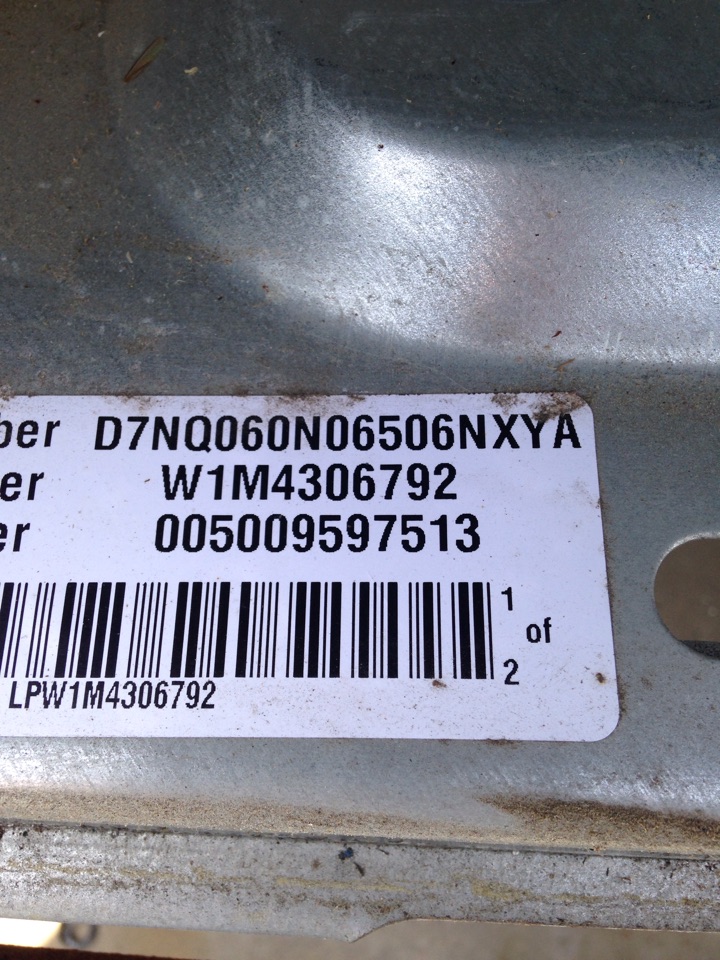 ber D7NQ060N06506NXYA
er W1M4306792
er 005009597513
1
of
2
LPW1M4306792